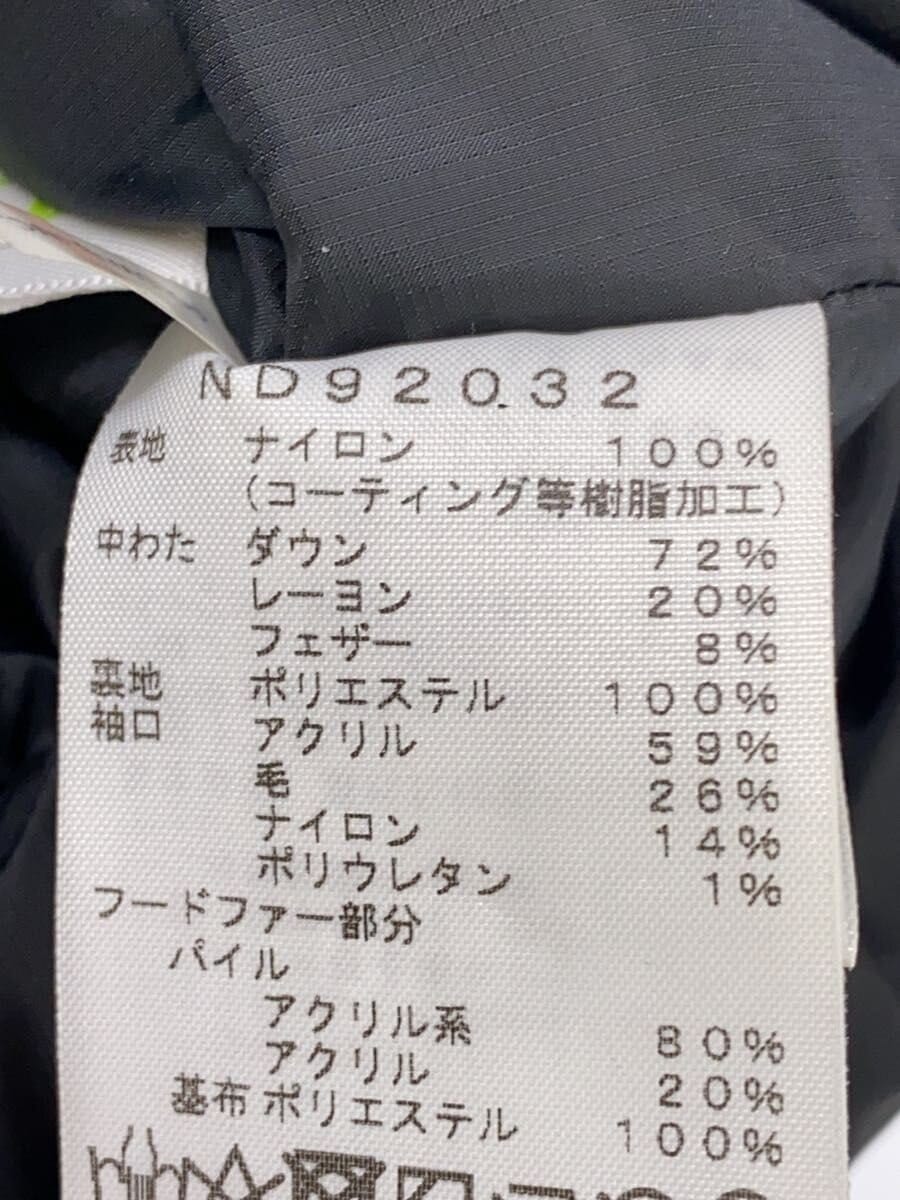 ND92032
表地 ナイロン 100%
(コーティング等樹脂加工)
中わた ダウン 72%
レーヨン 20%
フェザー 8%
裏地 ポリエステル 100%
袖口 アクリル 59%
毛 26%
ナイロン 14%
ポリウレタン 1%
フードファー部分
パイル
アクリル系 80%
アクリル 20%
基布 ポリエステル 100%